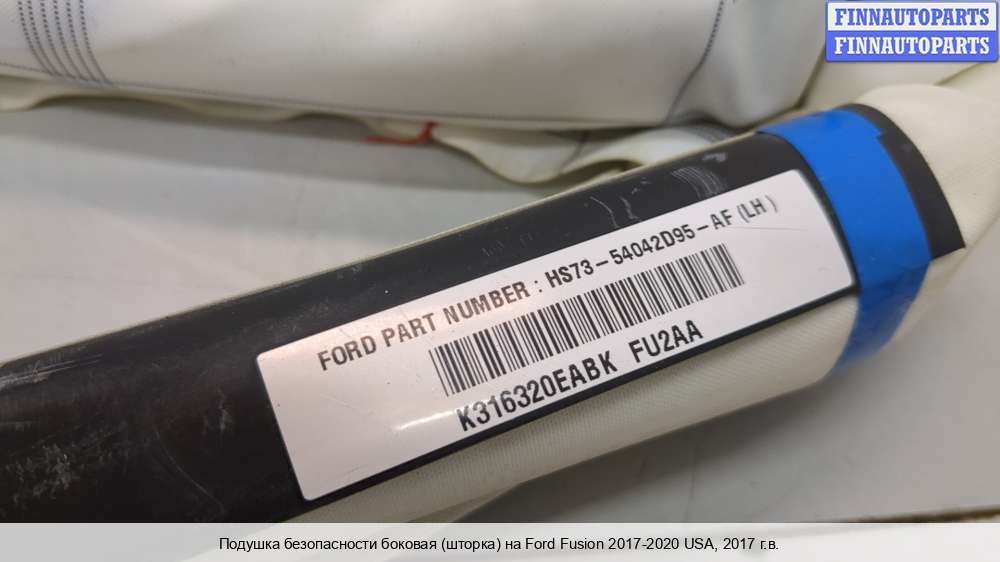 FINNAUTOPARTS
FINNAUTOPARTS
FORD PART NUMBER : HS73-54042D95-AF (LH )
K316320EABK FU2AA
Подушка безопасности боковая (шторка) на Ford Fusion 2017-2020 USA, 2017 г.в.